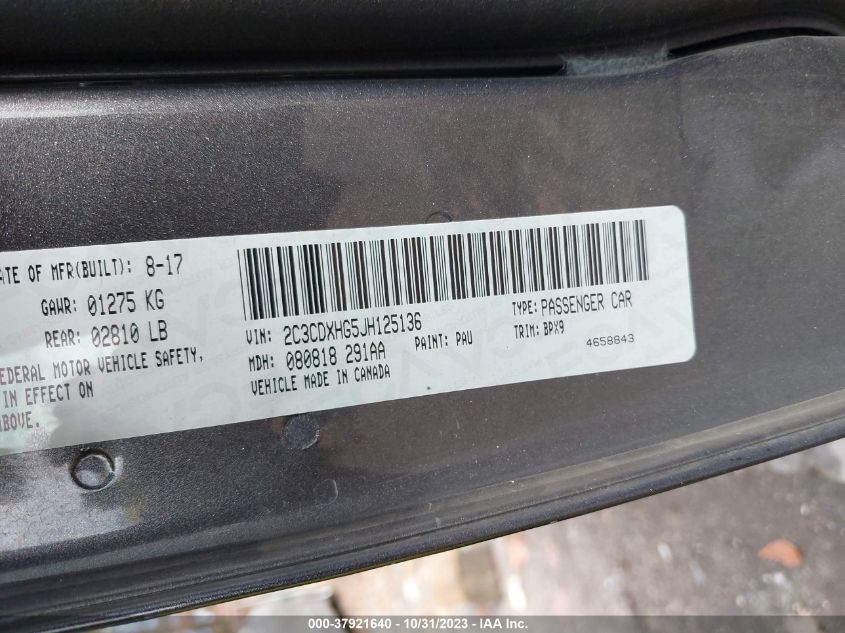 ATE OF MFR(BUILT): 8-17
GAWR: 01275 KG
REAR: 02810 LB
FEDERAL MOTOR VEHICLE SAFETY,
IN EFFECT ON
ABOVE.
VIN: 2C3CDXHG5JH125136
MDH: 080818 291AA
VEHICLE MADE IN CANADA
PAINT: PAU
TYPE: PASSENGER CAR
TRIM: BPX9
4658843
000-37921640 - 10/31/2023 - IAA Inc.